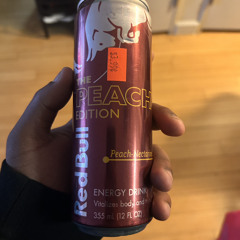 THE
PEACH
EDITION
Red Bull
Peach-Nectarine
ENERGY DRINK
Vitalizes body and
355 mL (12 FL OZ)